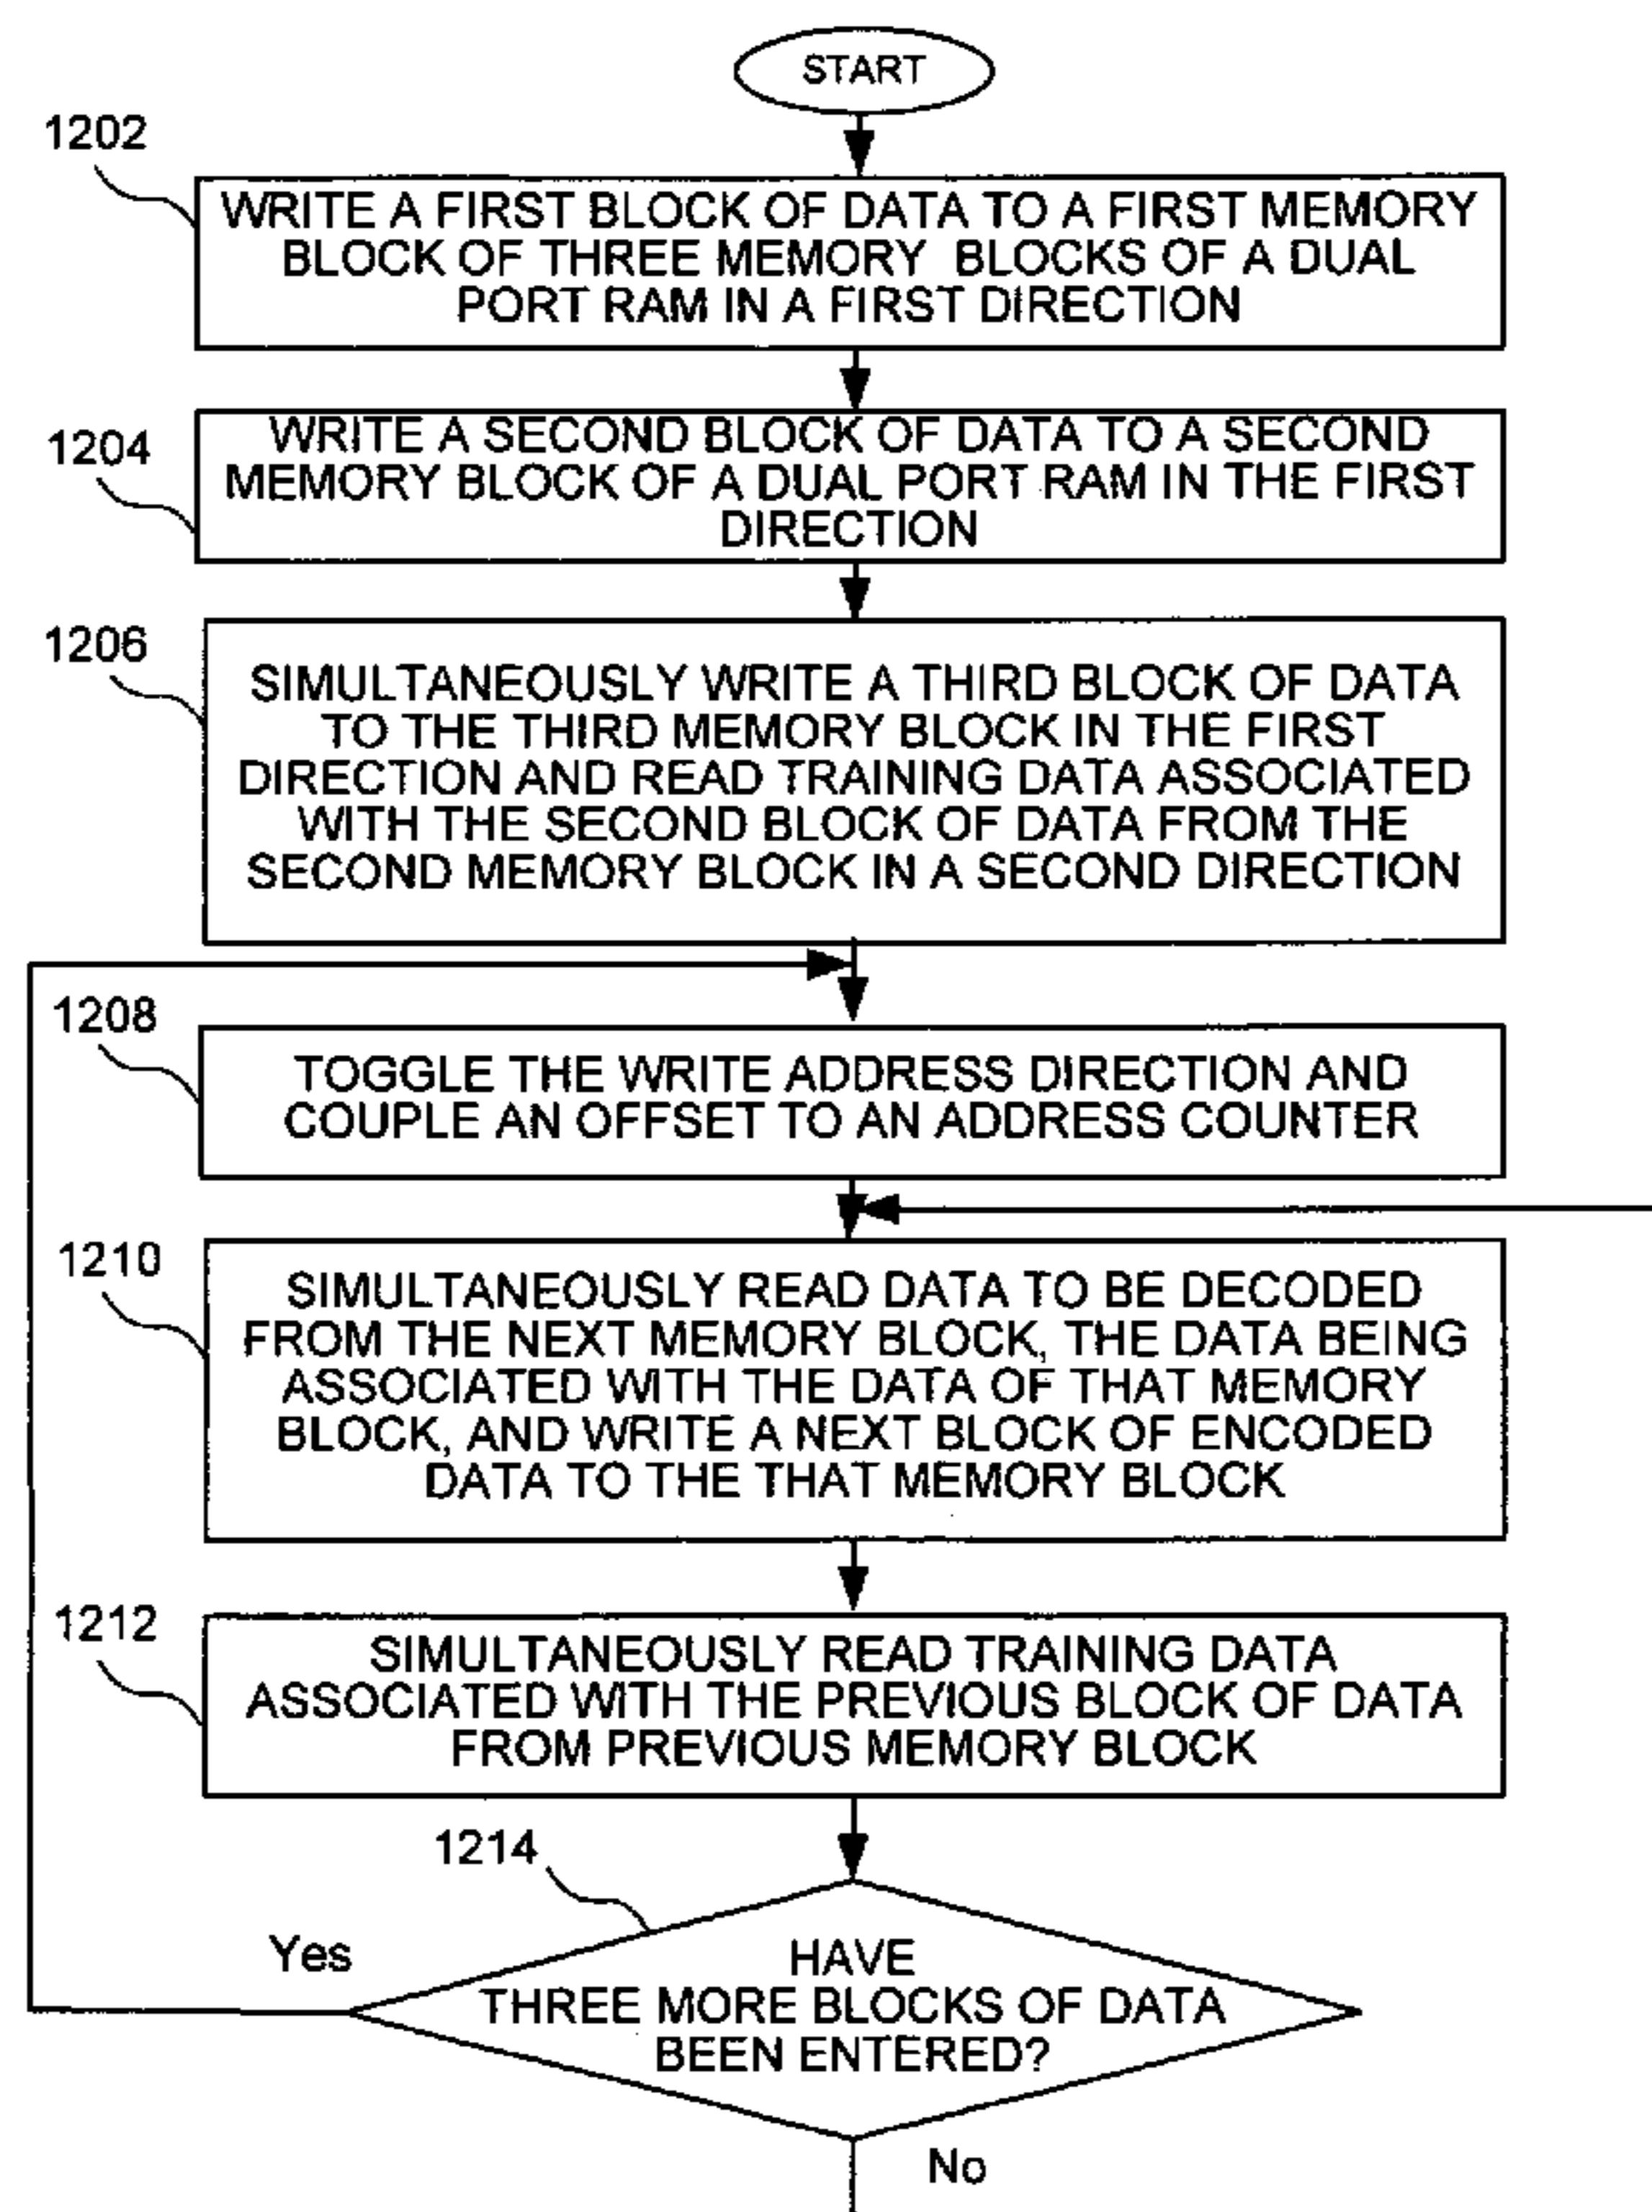 START
1202
WRITE A FIRST BLOCK OF DATA TO A FIRST MEMORY
BLOCK OF THREE MEMORY BLOCKS OF A DUAL
PORT RAM IN A FIRST DIRECTION
1204
WRITE A SECOND BLOCK OF DATA TO A SECOND
MEMORY BLOCK OF A DUAL PORT RAM IN THE FIRST
DIRECTION
1206
SIMULTANEOUSLY WRITE A THIRD BLOCK OF DATA
TO THE THIRD MEMORY BLOCK IN THE FIRST
DIRECTION AND READ TRAINING DATA ASSOCIATED
WITH THE SECOND BLOCK OF DATA FROM THE
SECOND MEMORY BLOCK IN A SECOND DIRECTION
1208
TOGGLE THE WRITE ADDRESS DIRECTION AND
COUPLE AN OFFSET TO AN ADDRESS COUNTER
1210
SIMULTANEOUSLY READ DATA TO BE DECODED
FROM THE NEXT MEMORY BLOCK, THE DATA BEING
ASSOCIATED WITH THE DATA OF THAT MEMORY
BLOCK, AND WRITE A NEXT BLOCK OF ENCODED
DATA TO THE THAT MEMORY BLOCK
1212
SIMULTANEOUSLY READ TRAINING DATA
ASSOCIATED WITH THE PREVIOUS BLOCK OF DATA
FROM PREVIOUS MEMORY BLOCK
1214
Yes
HAVE
THREE MORE BLOCKS OF DATA
BEEN ENTERED?
No